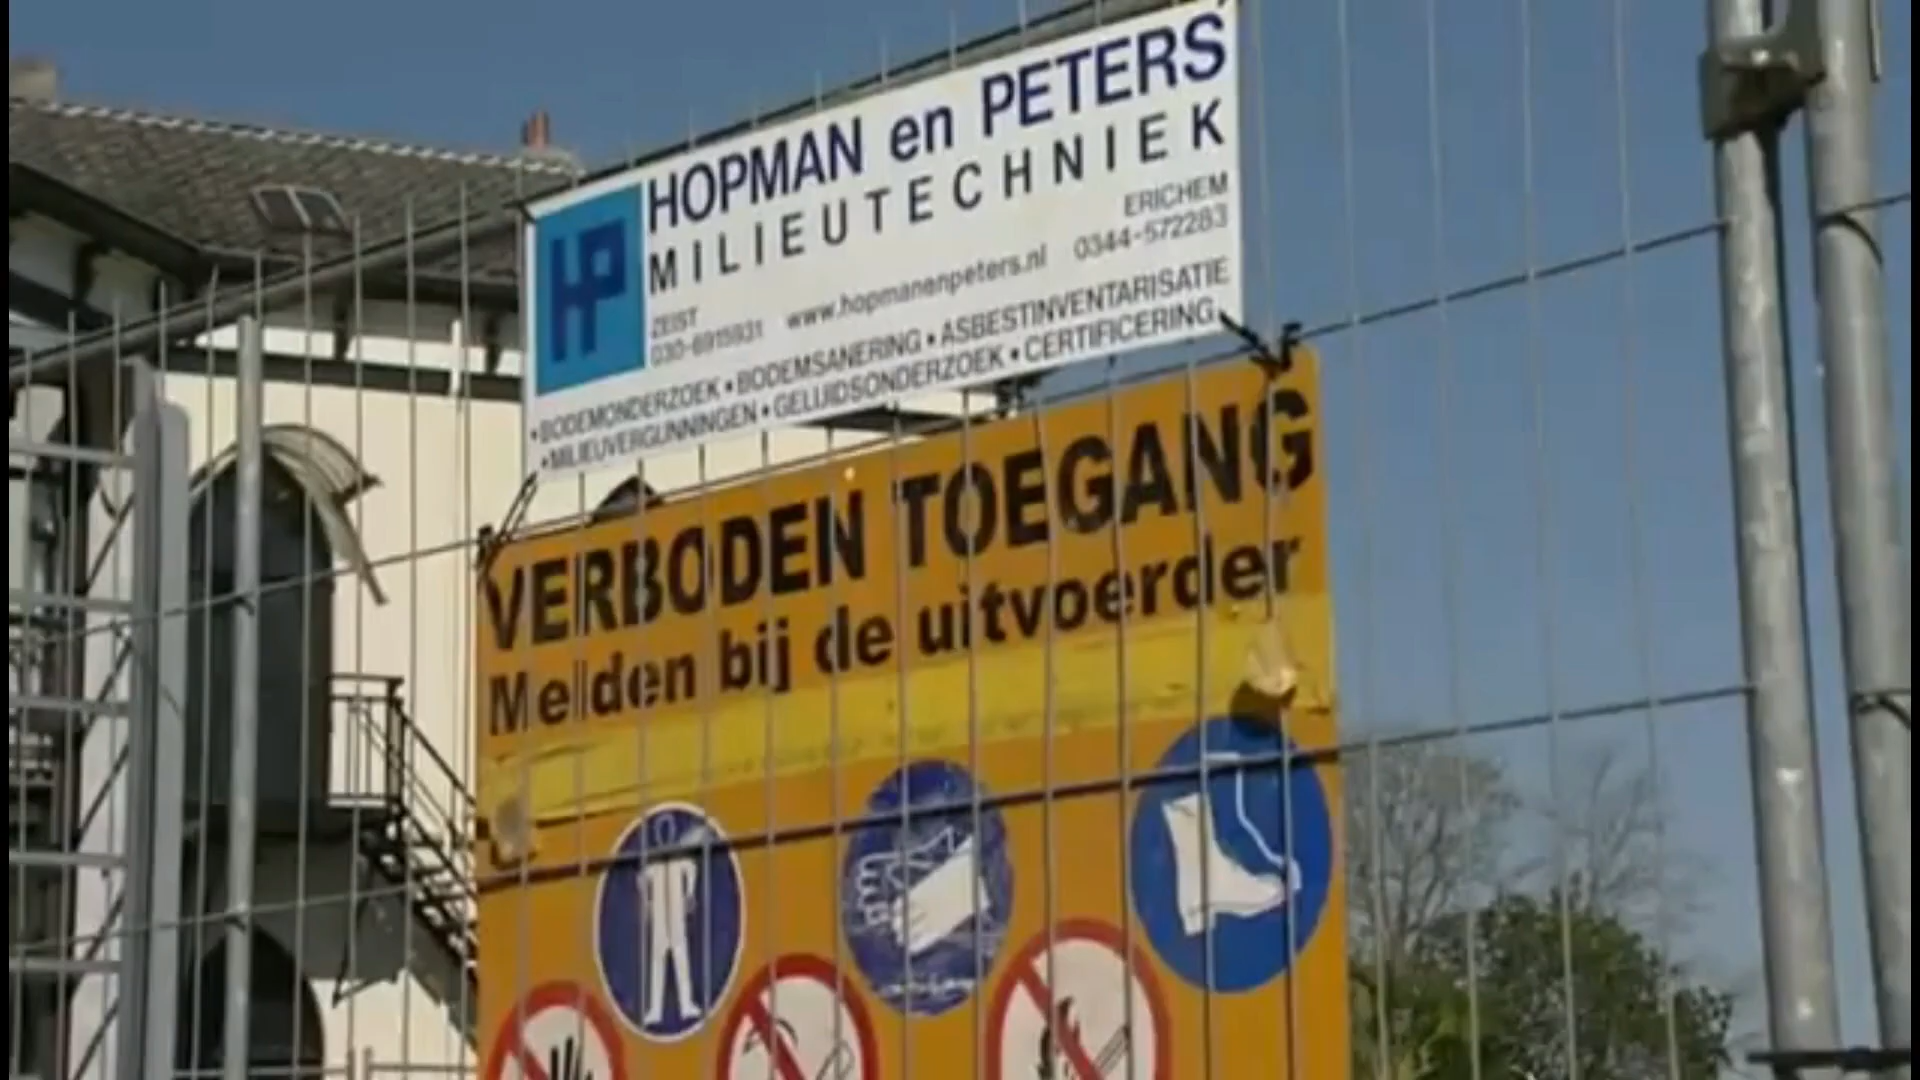 HP
HOPMAN en PETERS
MILIEUTECHNIEK
ERICHEM
ZEIST
030-6915931 www.hopmanenpeters.nl 0344-572283
•BODEMONDERZOEK •BODEMSANERING •ASBESTINVENTARISATIE
•MILIEUVERGUNNINGEN •GELUIDSONDERZOEK •CERTIFICERING
VERBODEN TOEGANG
Melden bij de uitvoerder